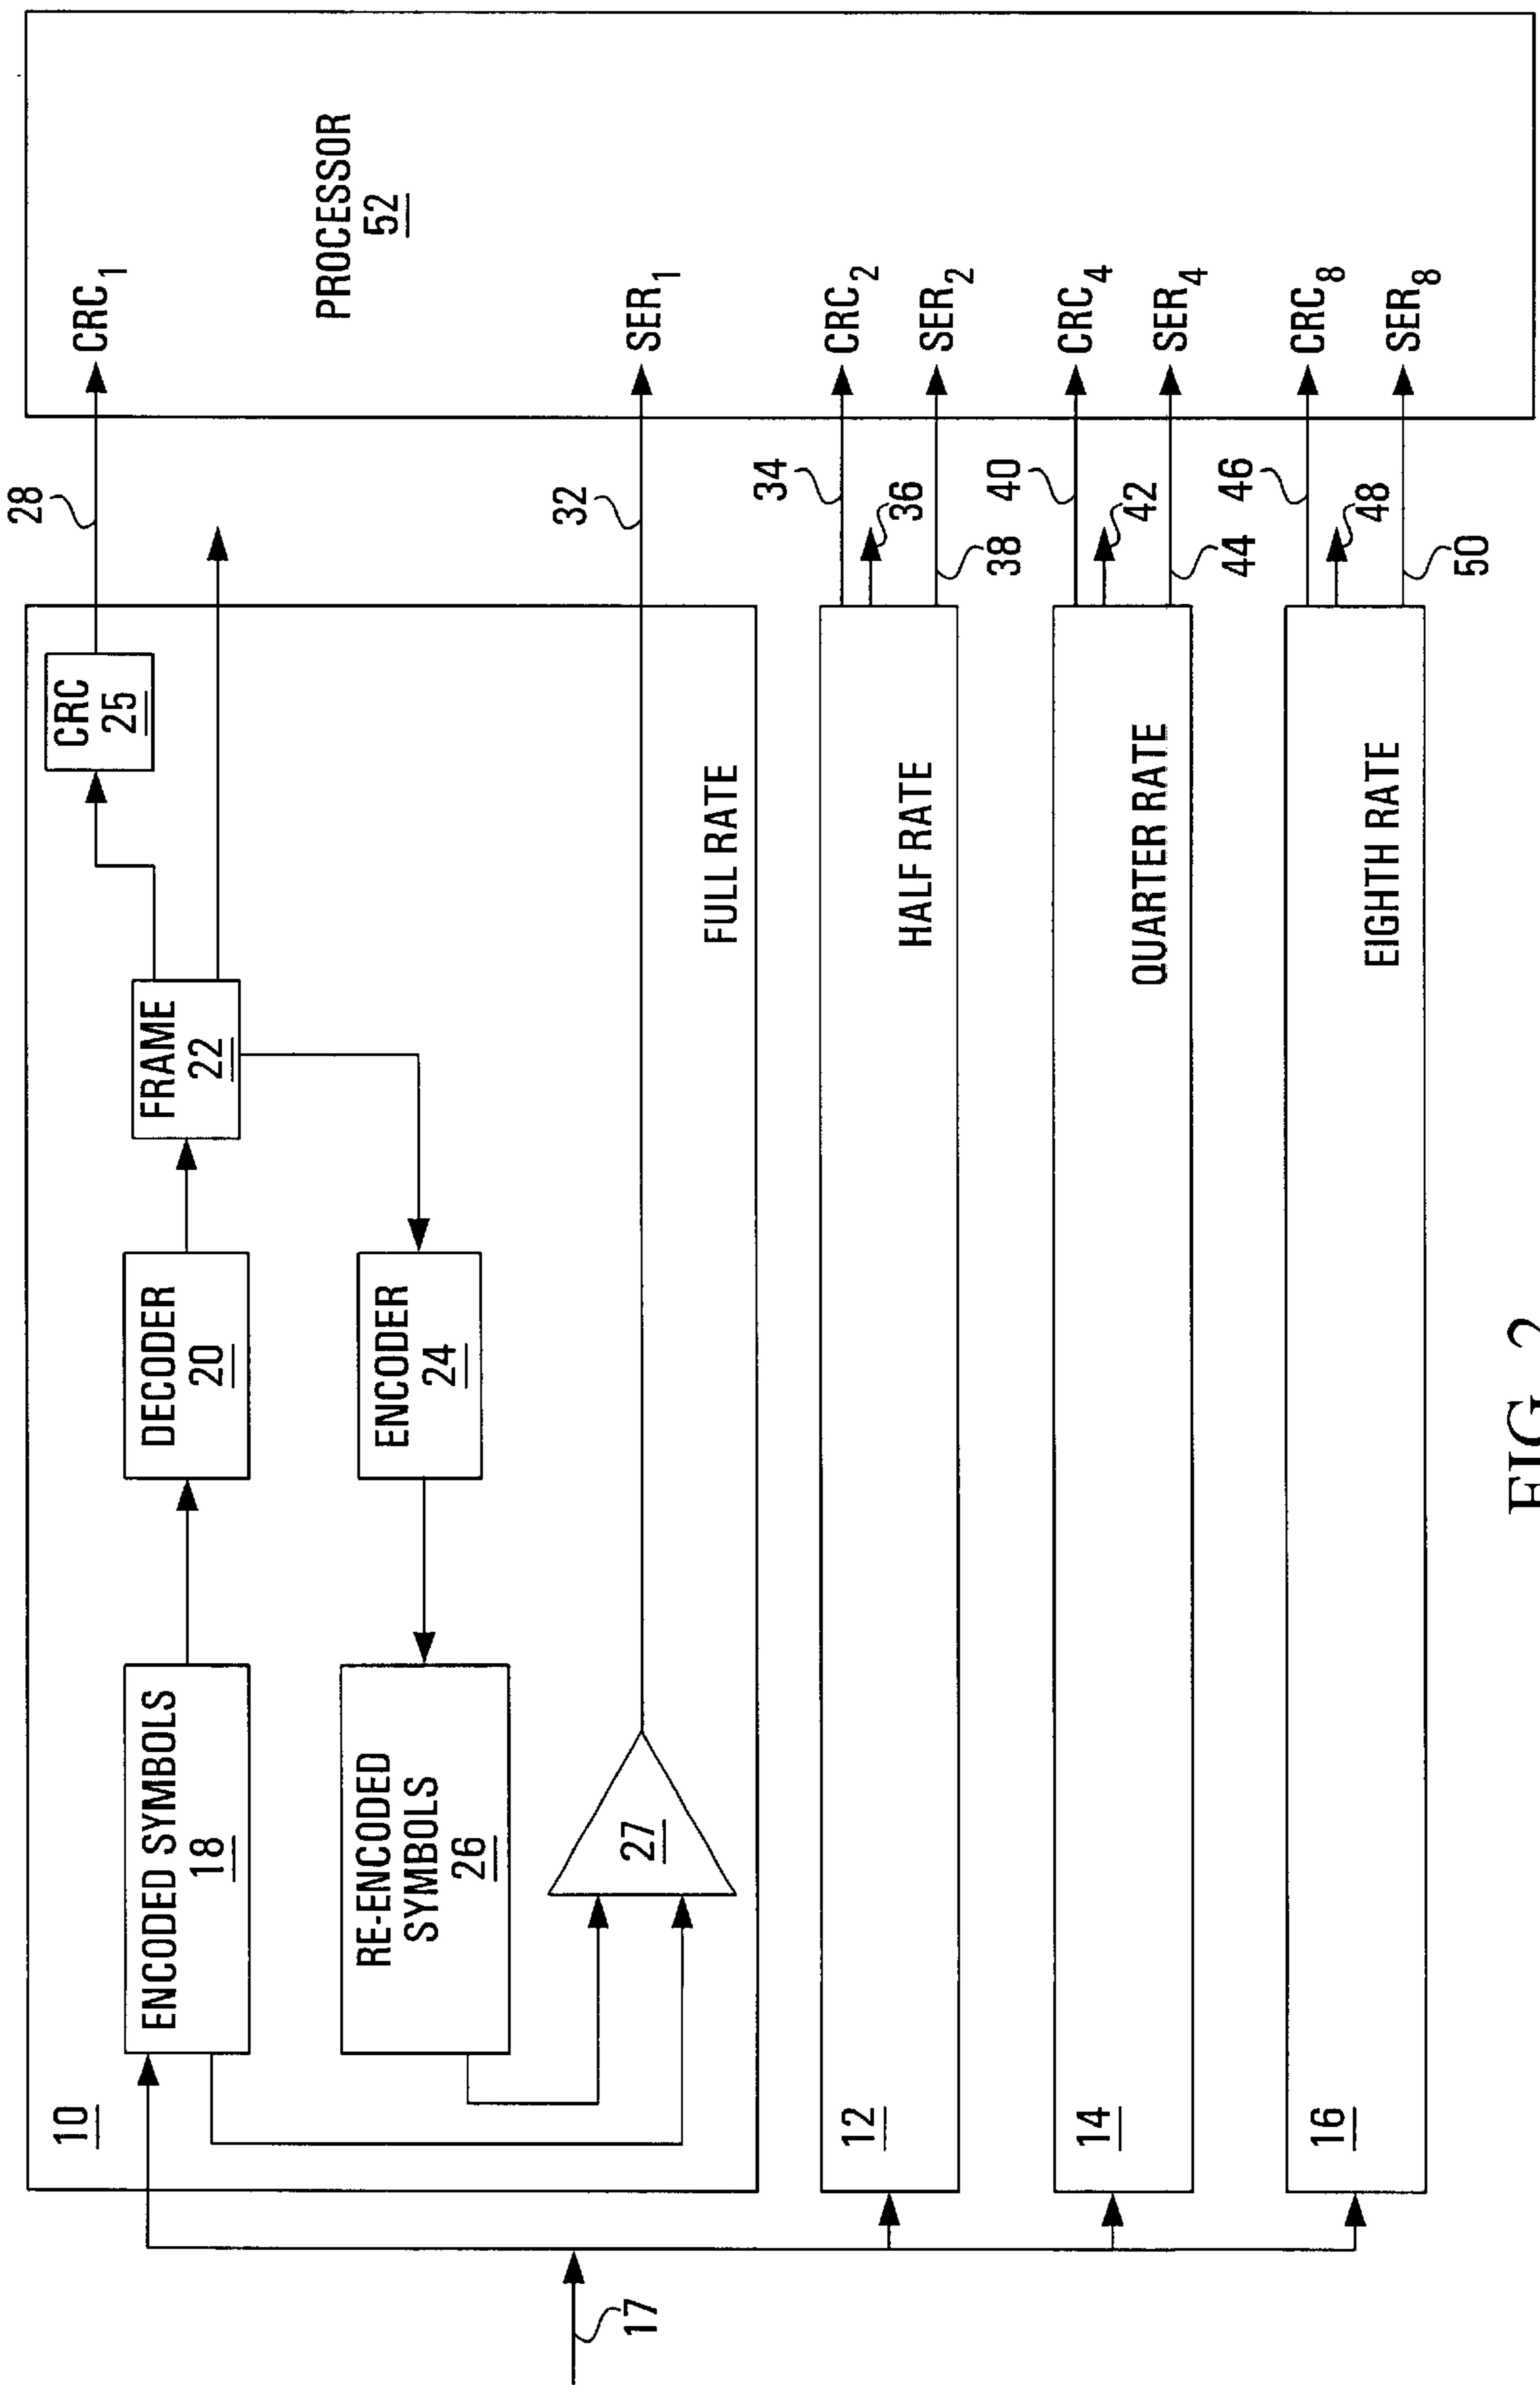 10
ENCODED SYMBOLS
18
DECODER
20
FRAME
22
CRC
25
28
CRC₁
RE-ENCODED
SYMBOLS
26
ENCODER
24
PROCESSOR
52
27
32
SER₁
FULL RATE
17
12
HALF RATE
34
CRC₂
36
38
SER₂
14
QUARTER RATE
40
CRC₄
42
44
SER₄
16
EIGHTH RATE
46
CRC₈
48
50
SER₈
FIG. 2